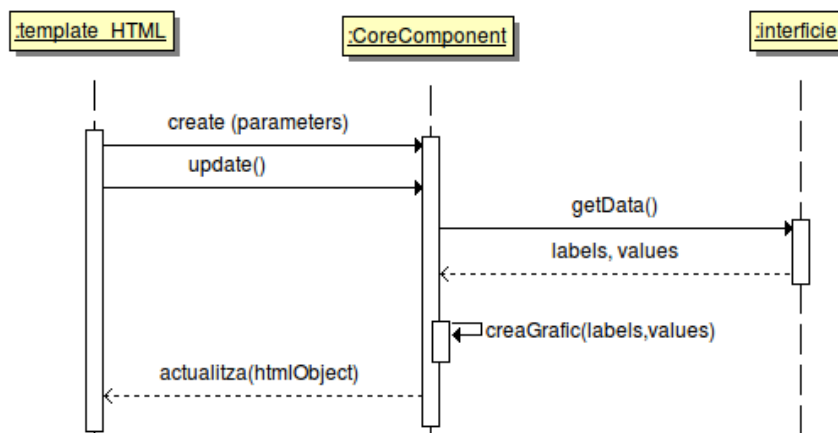 :template_HTML
:CoreComponent
:interficie
create (parameters)
update()
getData()
labels, values
creaGrafic(labels,values)
actualitza(htmlObject)